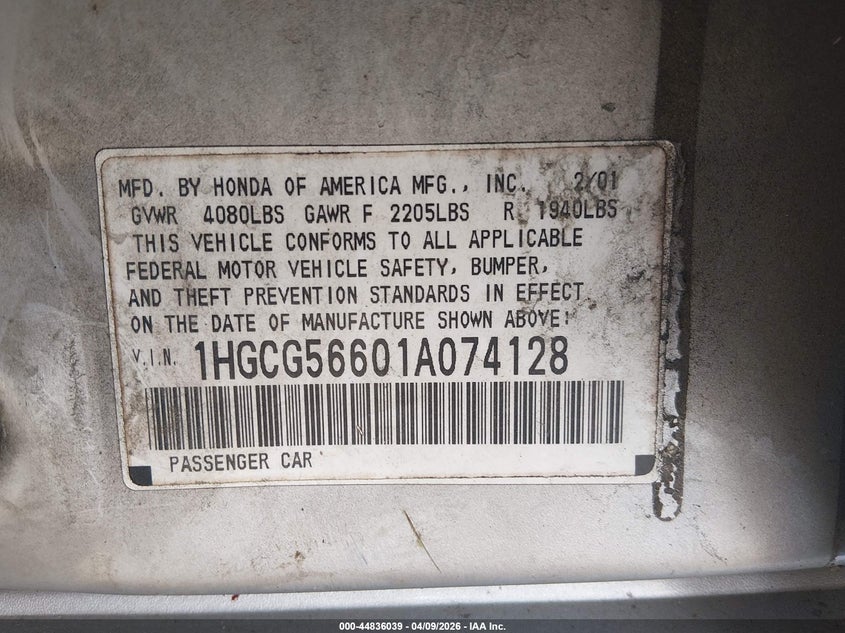 MFD. BY HONDA OF AMERICA MFG., INC. 2/01
GVWR 4080LBS GAWR F 2205LBS R 1940LBS
THIS VEHICLE CONFORMS TO ALL APPLICABLE
FEDERAL MOTOR VEHICLE SAFETY, BUMPER,
AND THEFT PREVENTION STANDARDS IN EFFECT
ON THE DATE OF MANUFACTURE SHOWN ABOVE:
V.I.N. 1HGCG56601A074128
PASSENGER CAR
000-44836039 - 04/09/2026 - IAA Inc.